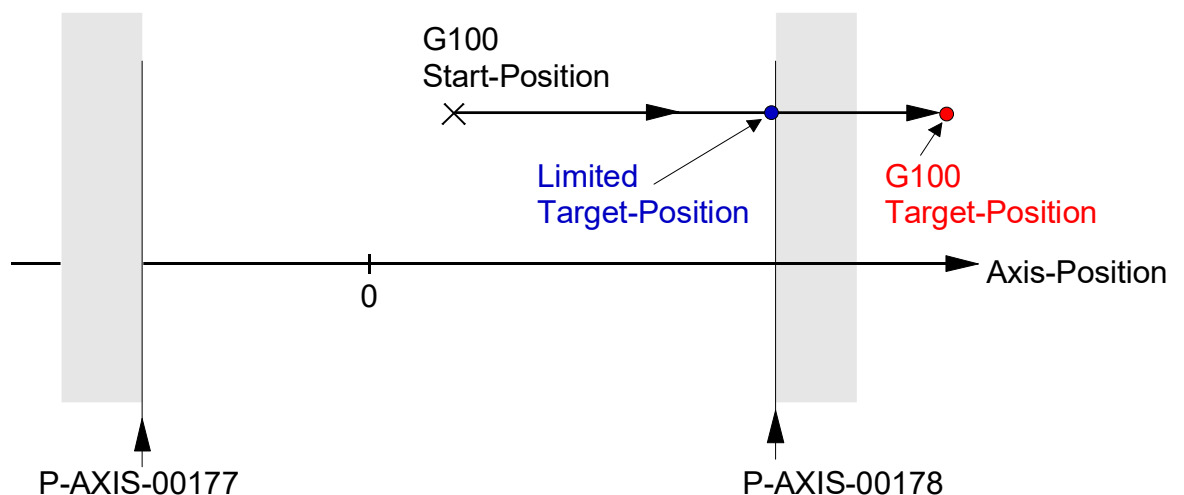 G100
Start-Position
Limited
Target-Position
G100
Target-Position
Axis-Position
0
P-AXIS-00177
P-AXIS-00178